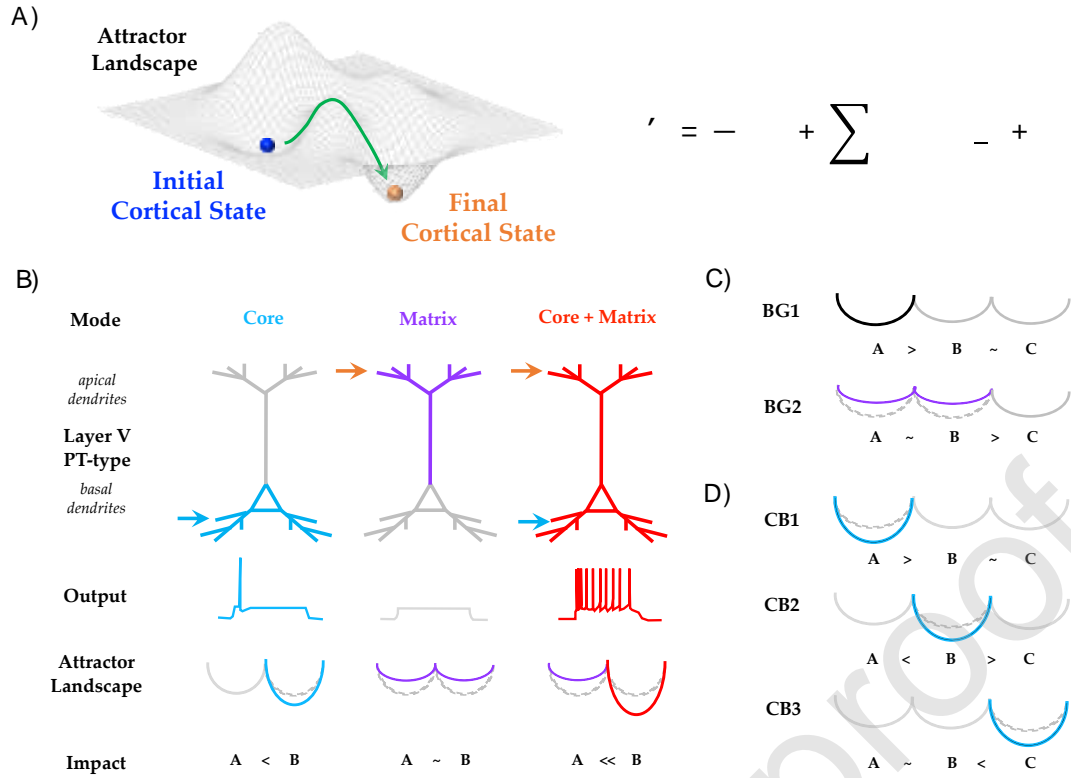 A)
Attractor
Landscape
Initial
Cortical State
Final
Cortical State
′ = − + ∑ − +
B)
Mode
Core
Matrix
Core + Matrix
apical
dendrites
Layer V
PT-type
basal
dendrites
Output
Attractor
Landscape
Impact
A < B
A ~ B
A << B
C)
BG1
A > B ~ C
BG2
A ~ B > C
D)
CB1
A > B ~ C
CB2
A < B > C
CB3
A ~ B < C
proof